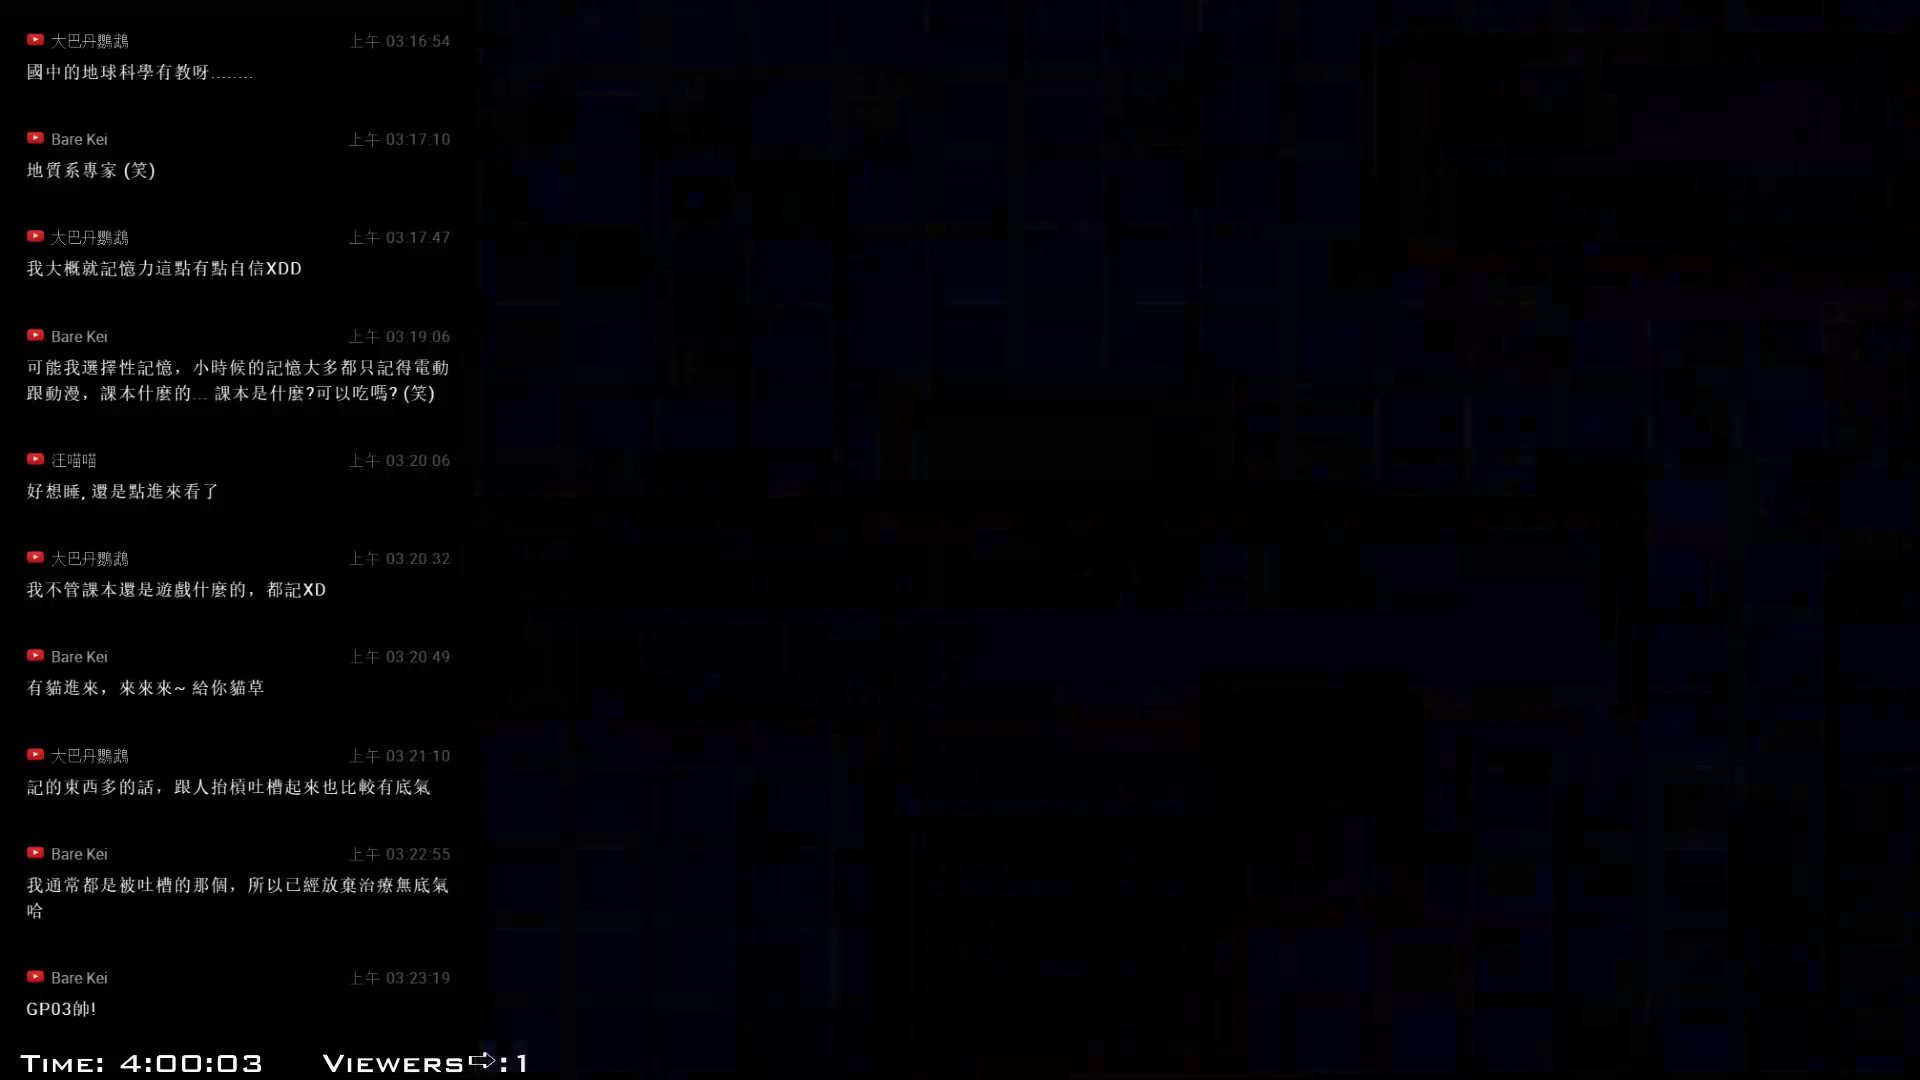 大巴丹鸚鵡 上午 03:16:54
國中的地球科學有教呀........
Bare Kei 上午 03:17:10
地質系專家 (笑)
大巴丹鸚鵡 上午 03:17:47
我大概就記憶力這點有點自信XDD
Bare Kei 上午 03:19:06
可能我選擇性記憶，小時候的記憶大多都只記得電動
跟動漫，課本什麼的... 課本是什麼?可以吃嗎? (笑)
汪喵喵 上午 03:20:06
好想睡, 還是點進來看了
大巴丹鸚鵡 上午 03:20:32
我不管課本還是遊戲什麼的，都記XD
Bare Kei 上午 03:20:49
有貓進來，來來來~ 給你貓草
大巴丹鸚鵡 上午 03:21:10
記的東西多的話，跟人抬槓吐槽起來也比較有底氣
Bare Kei 上午 03:22:55
我通常都是被吐槽的那個，所以已經放棄治療無底氣
哈
Bare Kei 上午 03:23:19
GP03帥!
TIME: 4:00:03 VIEWERS➪:1